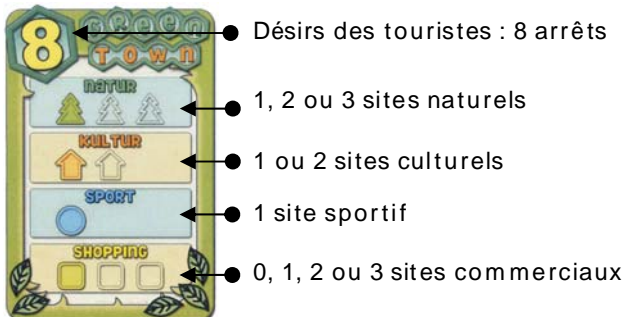 8
GREEN
TOWN
Désirs des touristes : 8 arrêts
NATUR
1, 2 ou 3 sites naturels
KULTUR
1 ou 2 sites culturels
SPORT
1 site sportif
SHOPPING
0, 1, 2 ou 3 sites commerciaux